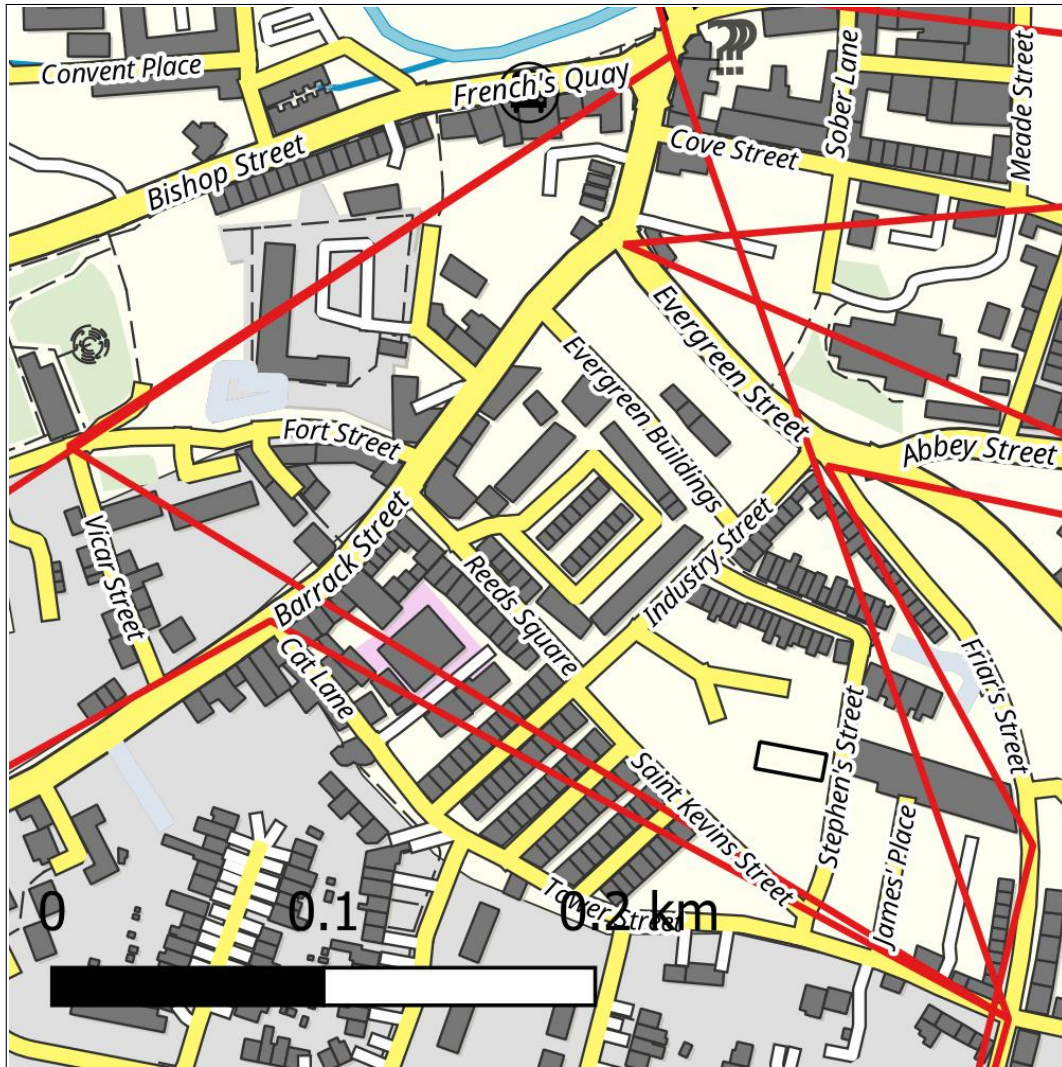 ???
Convent Place
French's Quay
Sober Lane
Meade Street
Cove Street
Bishop Street
Evergreen Street
Evergreen Buildings
Fort Street
Abbey Street
Vicar Street
Barrack Street
Reeds Square
Industry Street
Cat Lane
Friar's Street
Saint Kevins Street
Stephen's Street
James' Place
Tower Street
0 0.1 0.2 km